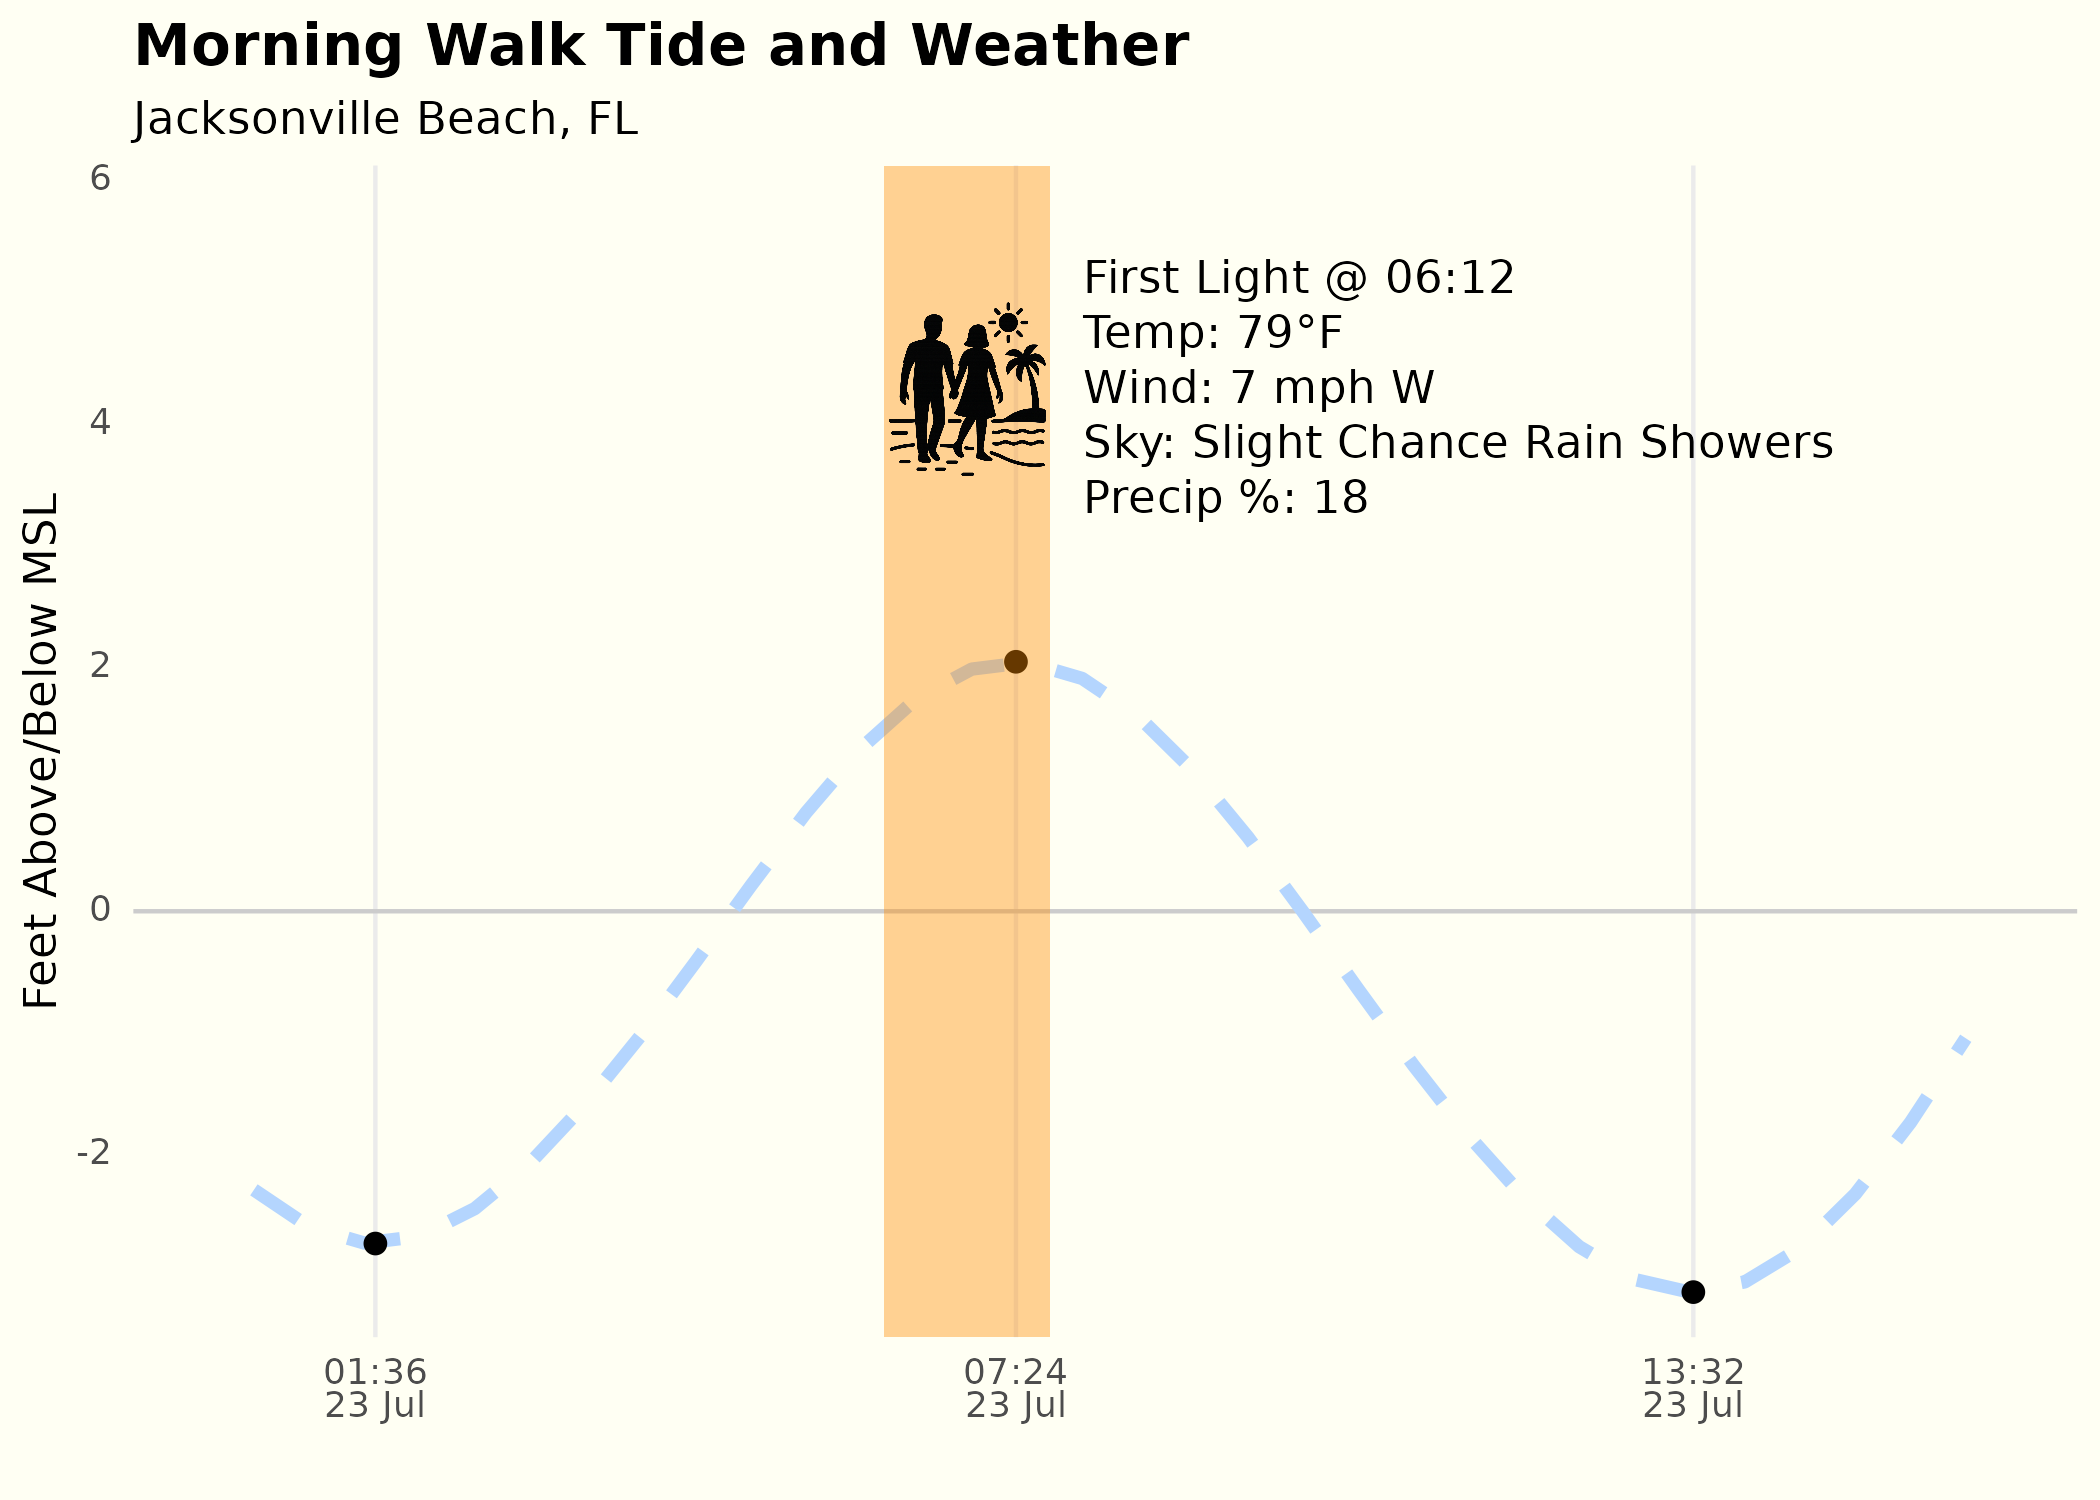 Morning Walk Tide and Weather
Jacksonville Beach, FL
Feet Above/Below MSL
6
4
2
0
-2
First Light @ 06:12
Temp: 79°F
Wind: 7 mph W
Sky: Slight Chance Rain Showers
Precip %: 18
01:36
23 Jul
07:24
23 Jul
13:32
23 Jul